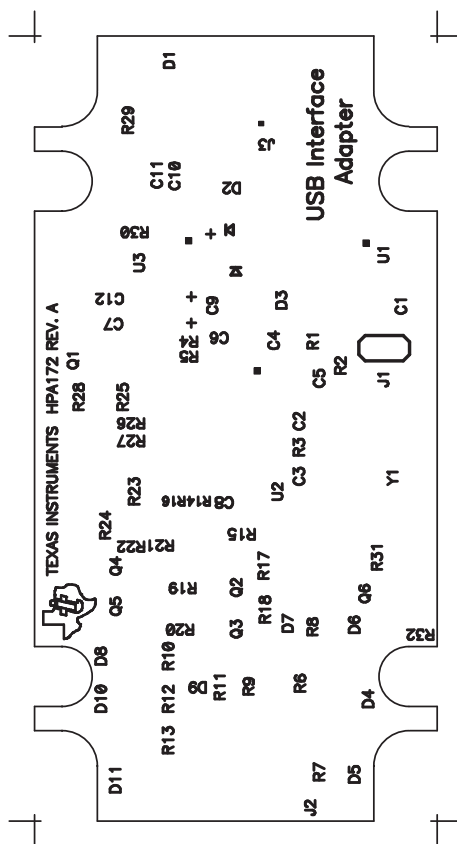 D1
R29
J3
USB Interface
Adapter
C11
C10
D2
R30
U3
U1
C12
C9
D3
C1
C7
R4
R5
C6
C4
R1
R2
TEXAS INSTRUMENTS HPA172 REV. A
Q1
R28
R25
C5
J1
R26
R27
C2
R3
C3
Y1
R23
R16
R14
C8
U2
R24
R22
R21
R15
Q4
R17
R31
Q5
R19
Q2
R18
Q6
R20
Q3
D7
R8
D6
R32
D8
R10
D10
R12
D9
R11
R9
R6
D4
R13
D11
R7
D5
J2